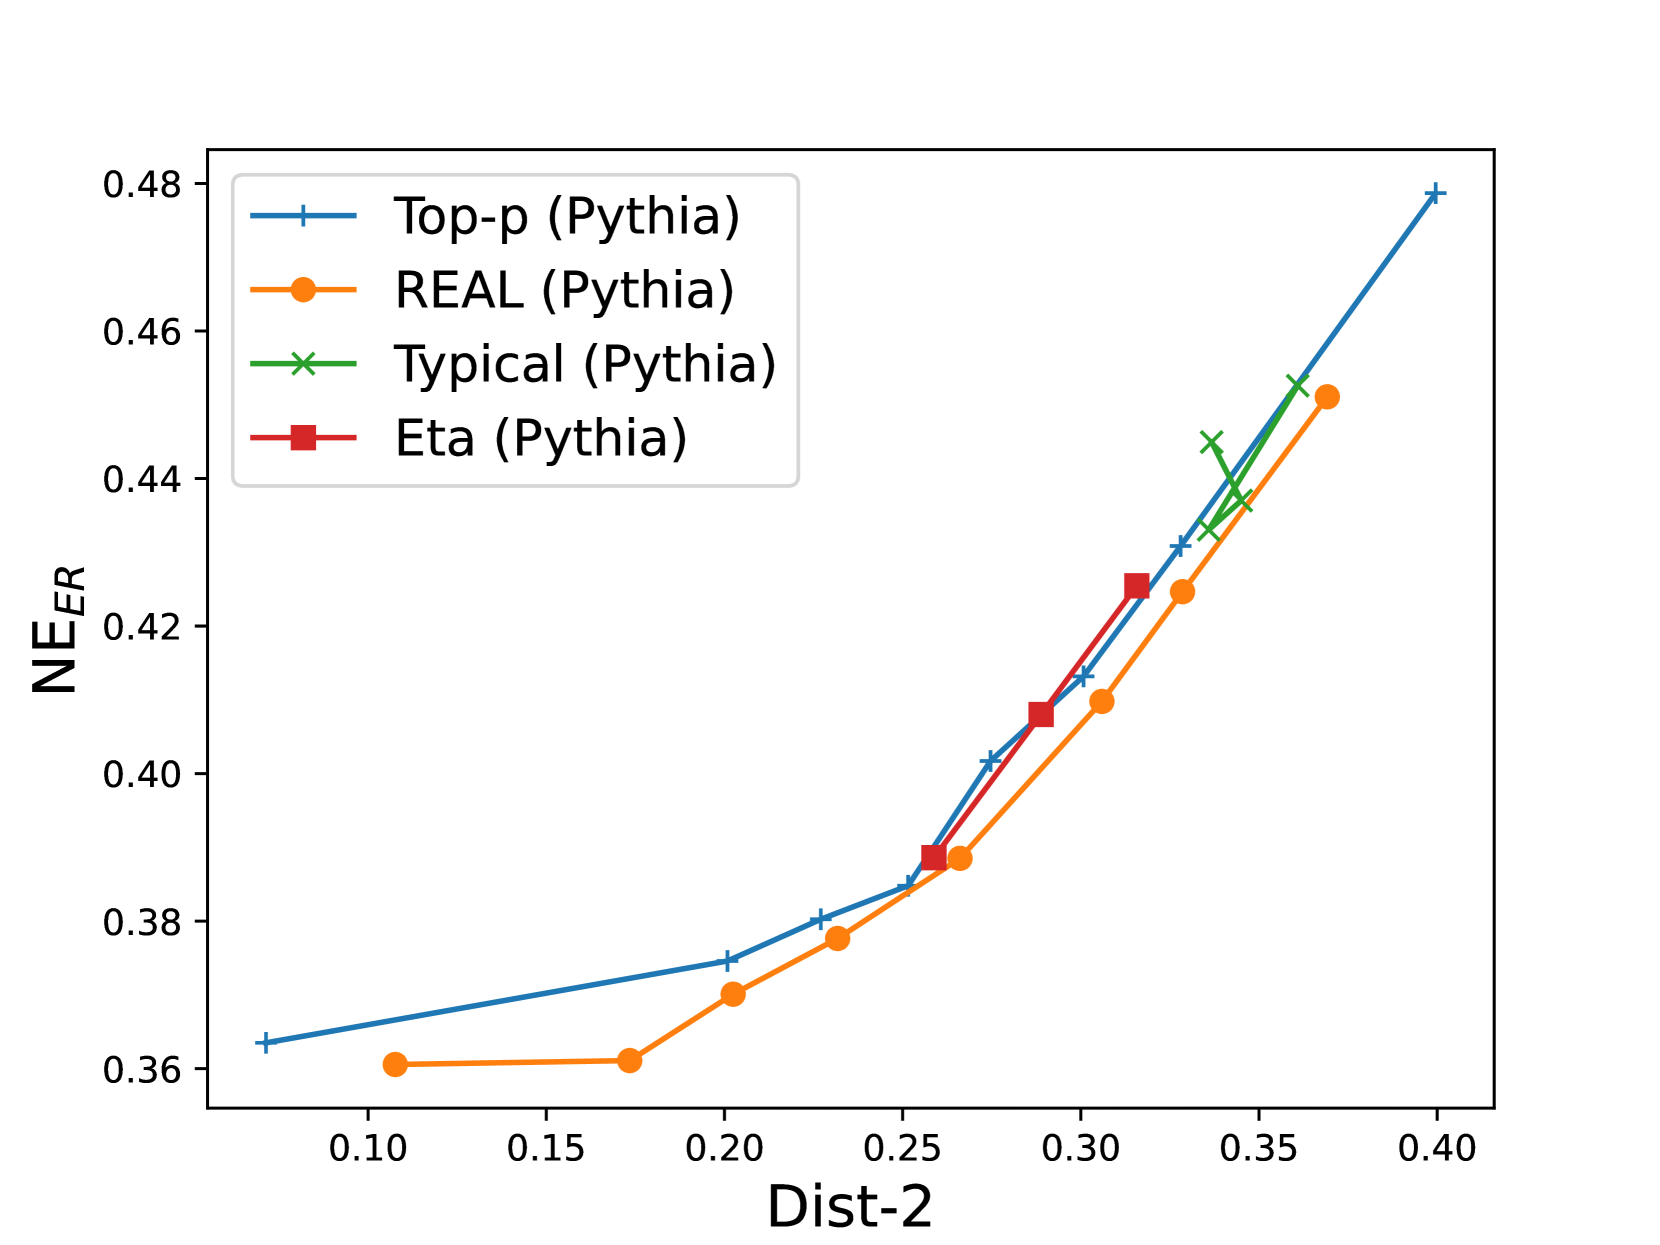 Top-p (Pythia)
REAL (Pythia)
Typical (Pythia)
Eta (Pythia)
NE_ER
0.48
0.46
0.44
0.42
0.40
0.38
0.36
0.10 0.15 0.20 0.25 0.30 0.35 0.40
Dist-2